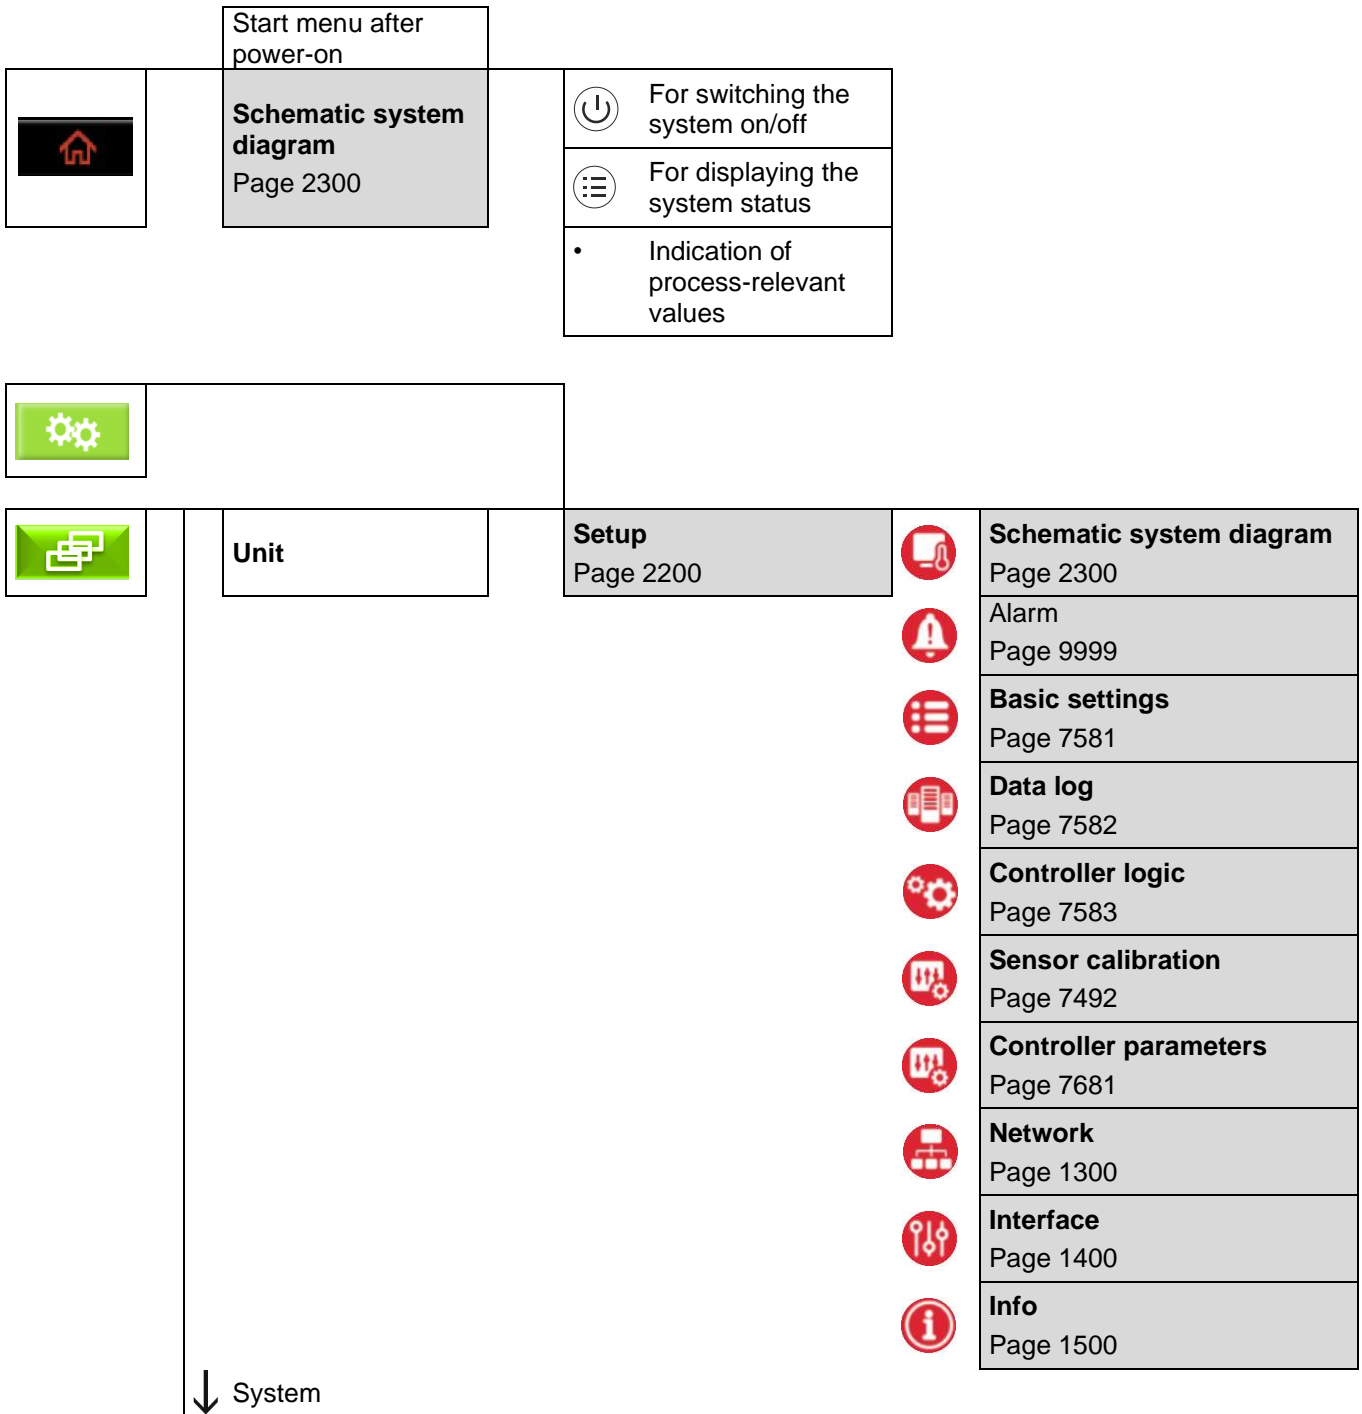 Start menu after
power-on
Schematic system
diagram
Page 2300
For switching the
system on/off
For displaying the
system status
• Indication of
process-relevant
values
Unit
Setup
Page 2200
Schematic system diagram
Page 2300
Alarm
Page 9999
Basic settings
Page 7581
Data log
Page 7582
Controller logic
Page 7583
Sensor calibration
Page 7492
Controller parameters
Page 7681
Network
Page 1300
Interface
Page 1400
Info
Page 1500
System